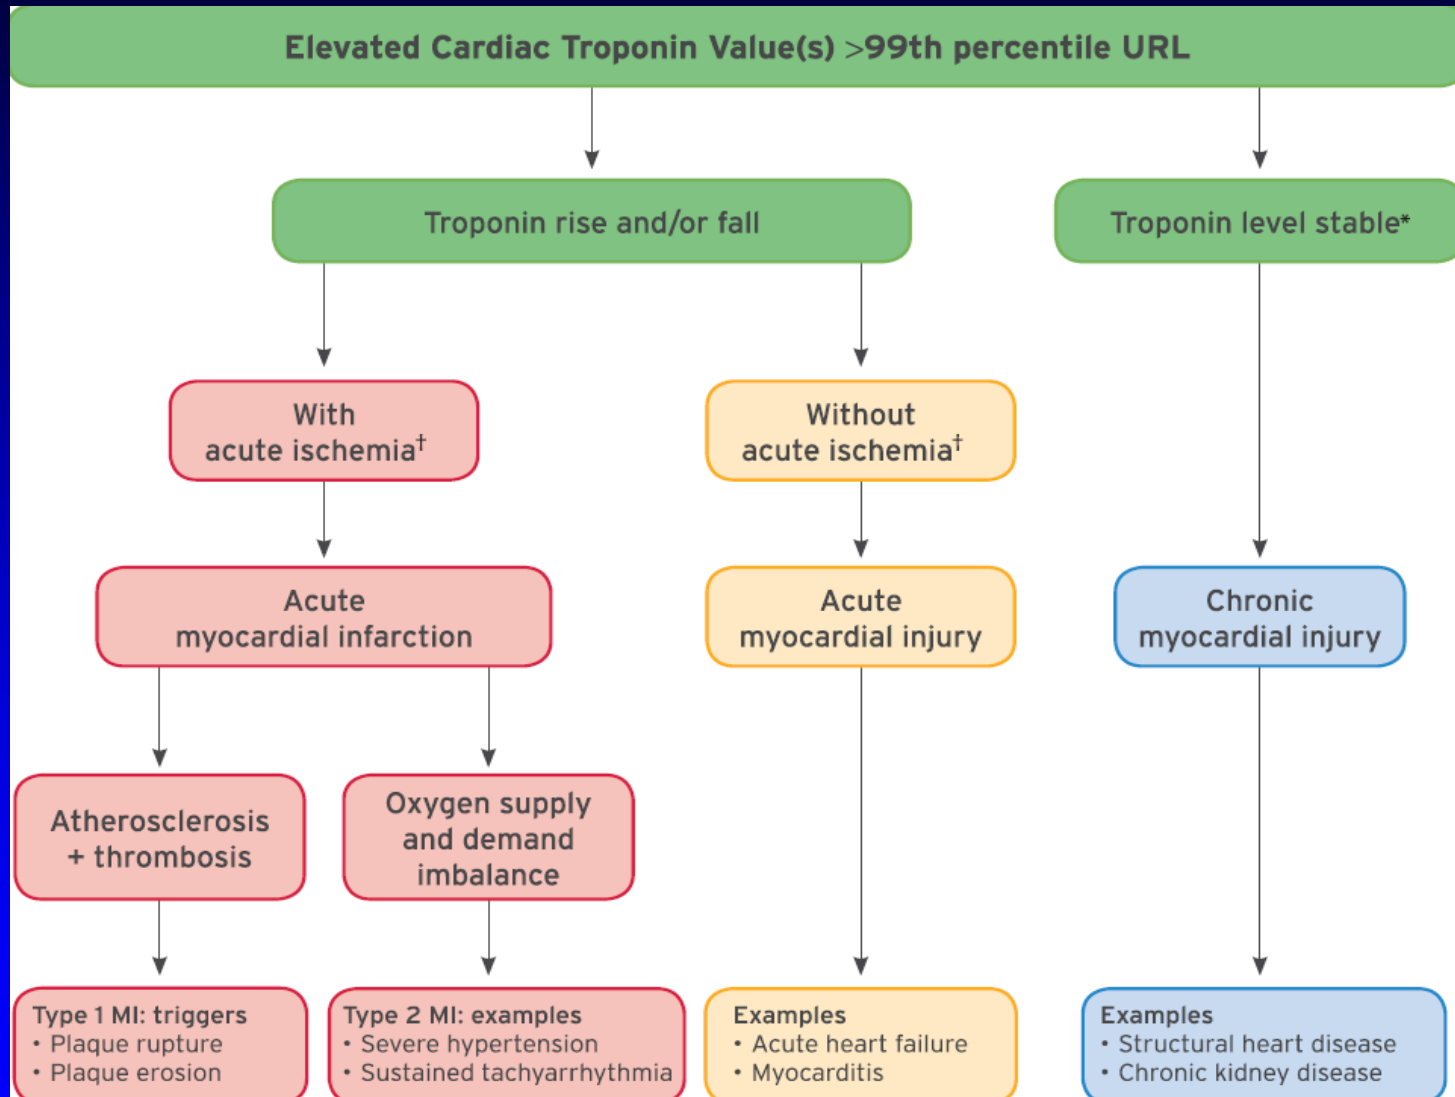 Elevated Cardiac Troponin Value(s) >99th percentile URL
Troponin rise and/or fall
Troponin level stable*
With
acute ischemia†
Without
acute ischemia†
Acute
myocardial infarction
Acute
myocardial injury
Chronic
myocardial injury
Atherosclerosis
+ thrombosis
Oxygen supply
and demand
imbalance
Type 1 MI: triggers
• Plaque rupture
• Plaque erosion
Type 2 MI: examples
• Severe hypertension
• Sustained tachyarrhythmia
Examples
• Acute heart failure
• Myocarditis
Examples
• Structural heart disease
• Chronic kidney disease